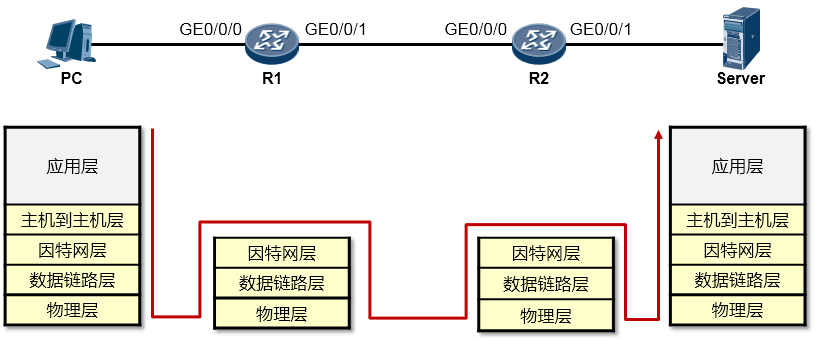 GE0/0/0
GE0/0/1
GE0/0/0
GE0/0/1
PC
R1
R2
Server
应用层
主机到主机层
因特网层
数据链路层
物理层
因特网层
数据链路层
物理层
因特网层
数据链路层
物理层
应用层
主机到主机层
因特网层
数据链路层
物理层